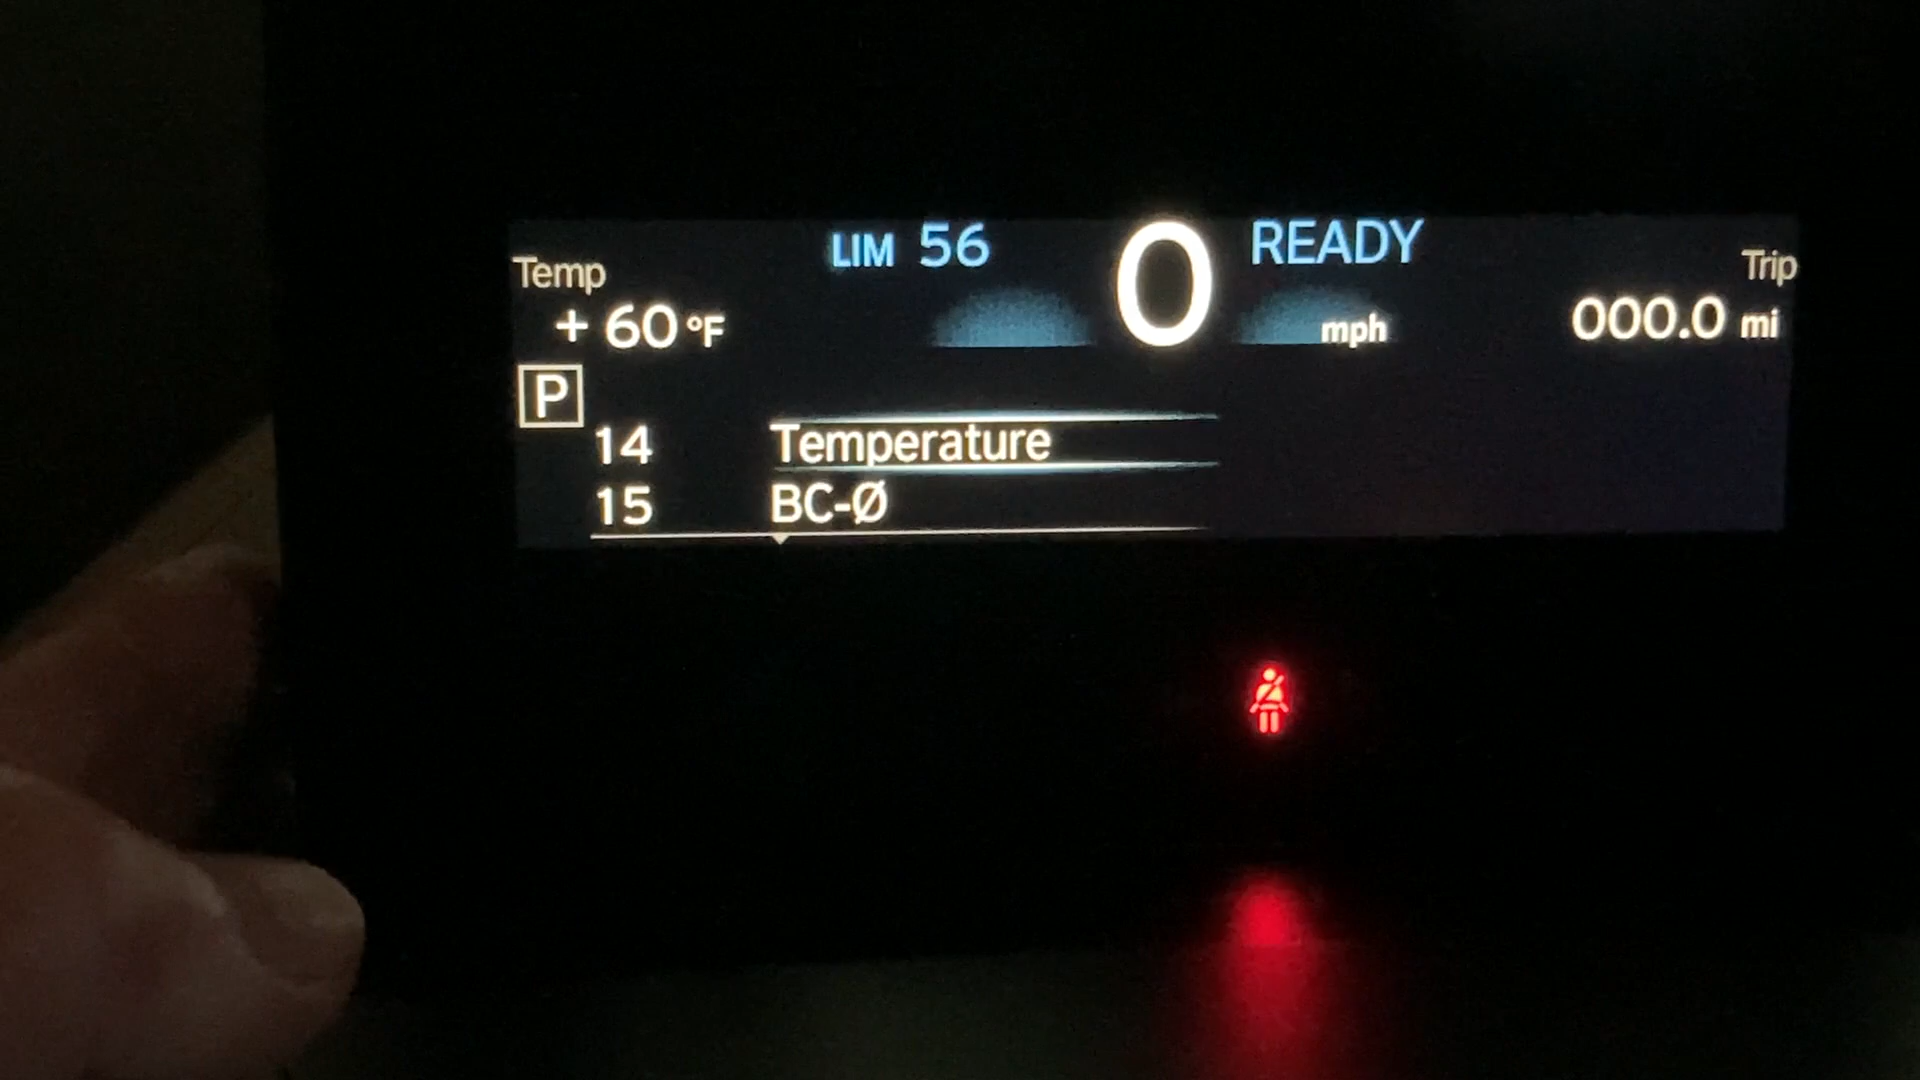 Temp
+ 60 °F
LIM 56
0
mph
READY
Trip
000.0 mi
P
14 Temperature
15 BC-Ø